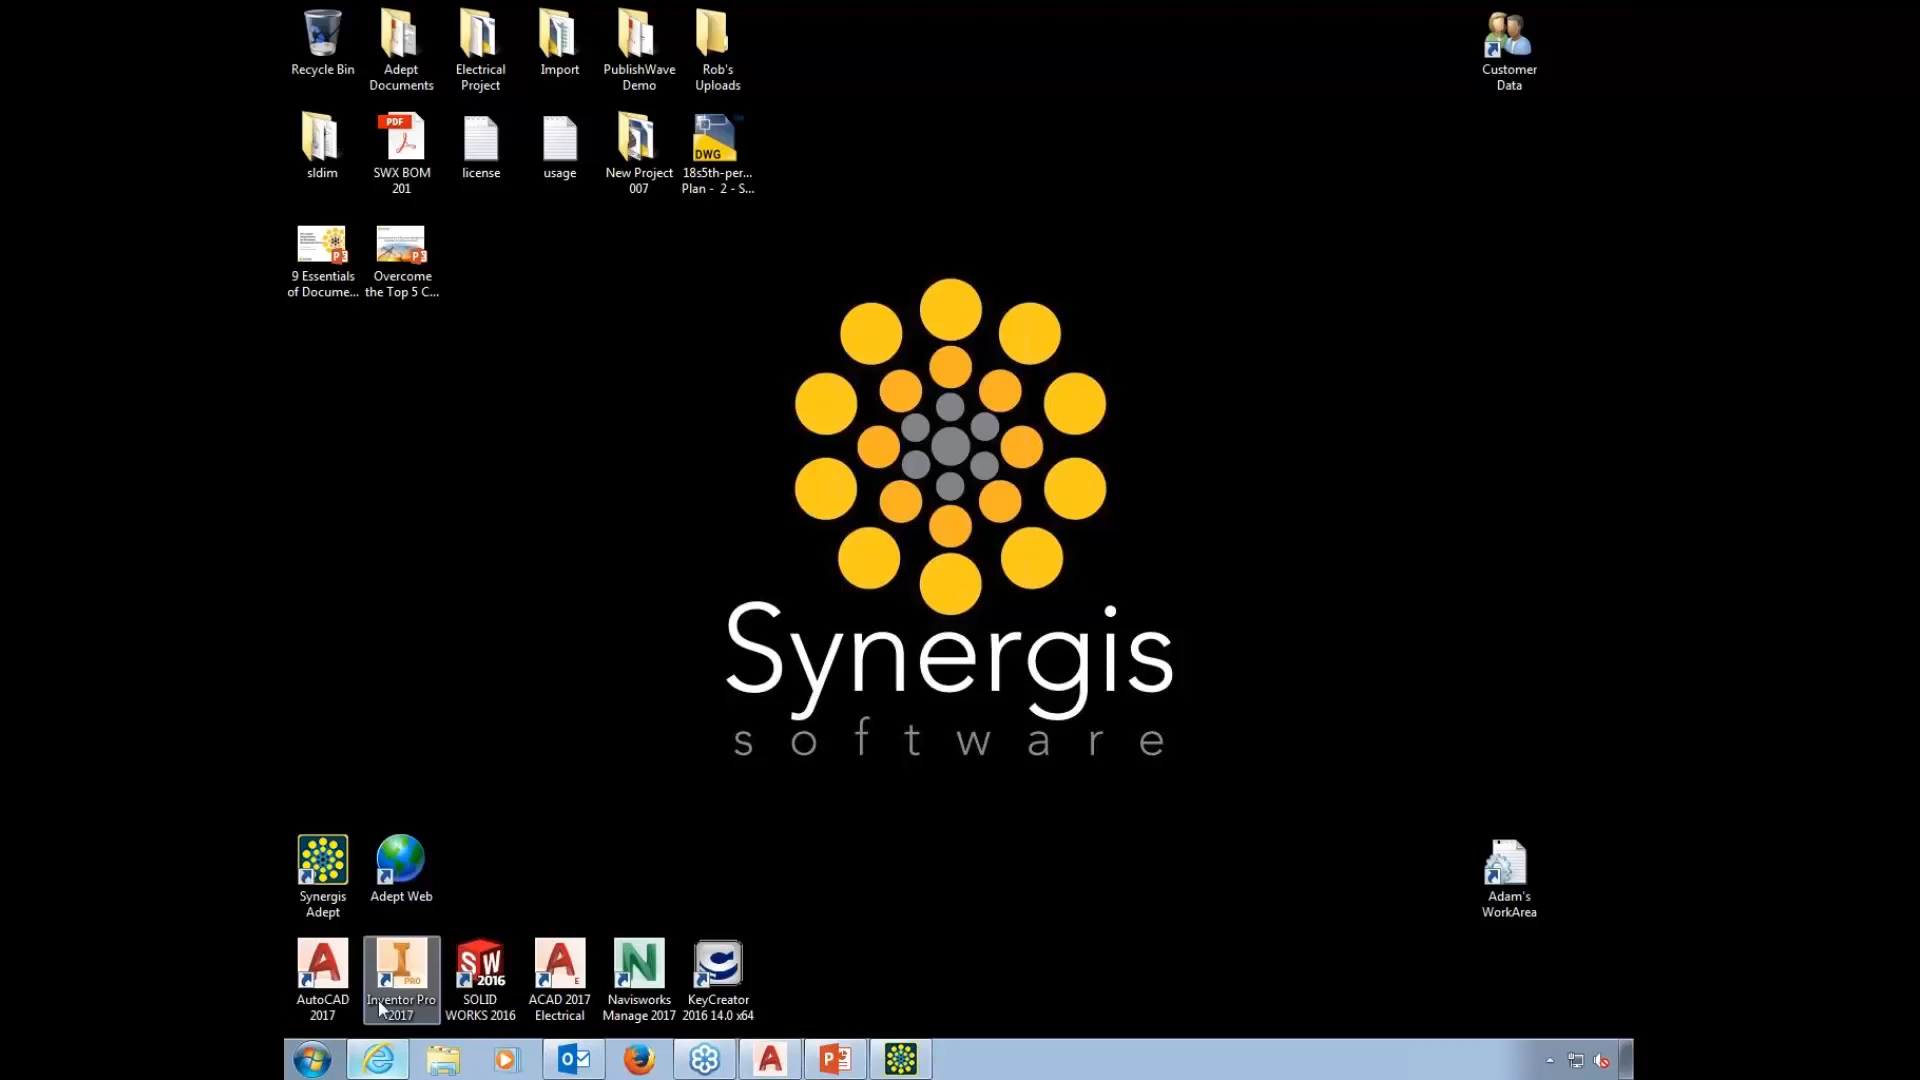 Recycle Bin
Adept
Documents
Electrical
Project
Import
PublishWave
Demo
Rob's
Uploads
Customer
Data
sldim
PDF
SWX BOM
201
license
usage
New Project
007
DWG
18s5th-per...
Plan - 2 - S...
P
9 Essentials
of Docume...
P
Overcome
the Top 5 C...
Synergis
software
Synergis
Adept
Adept Web
Adam's
WorkArea
A
AutoCAD
2017
I
PRO
Inventor Pro
2017
SW
2016
SOLID
WORKS 2016
A
E
ACAD 2017
Electrical
N
Navisworks
Manage 2017
C
KeyCreator
2016 14.0 x64